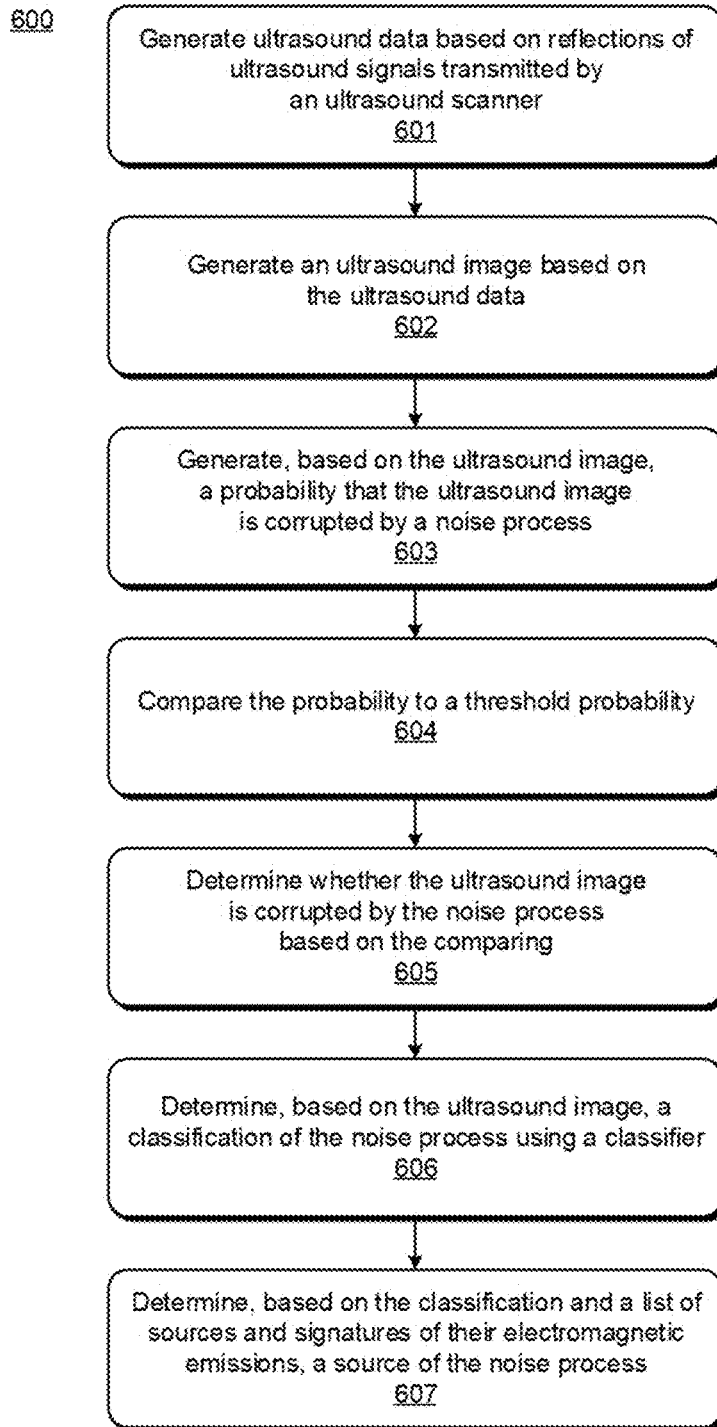 600
Generate ultrasound data based on reflections of
ultrasound signals transmitted by
an ultrasound scanner
601
Generate an ultrasound image based on
the ultrasound data
602
Generate, based on the ultrasound image,
a probability that the ultrasound image
is corrupted by a noise process
603
Compare the probability to a threshold probability
604
Determine whether the ultrasound image
is corrupted by the noise process
based on the comparing
605
Determine, based on the ultrasound image, a
classification of the noise process using a classifier
606
Determine, based on the classification and a list of
sources and signatures of their electromagnetic
emissions, a source of the noise process
607